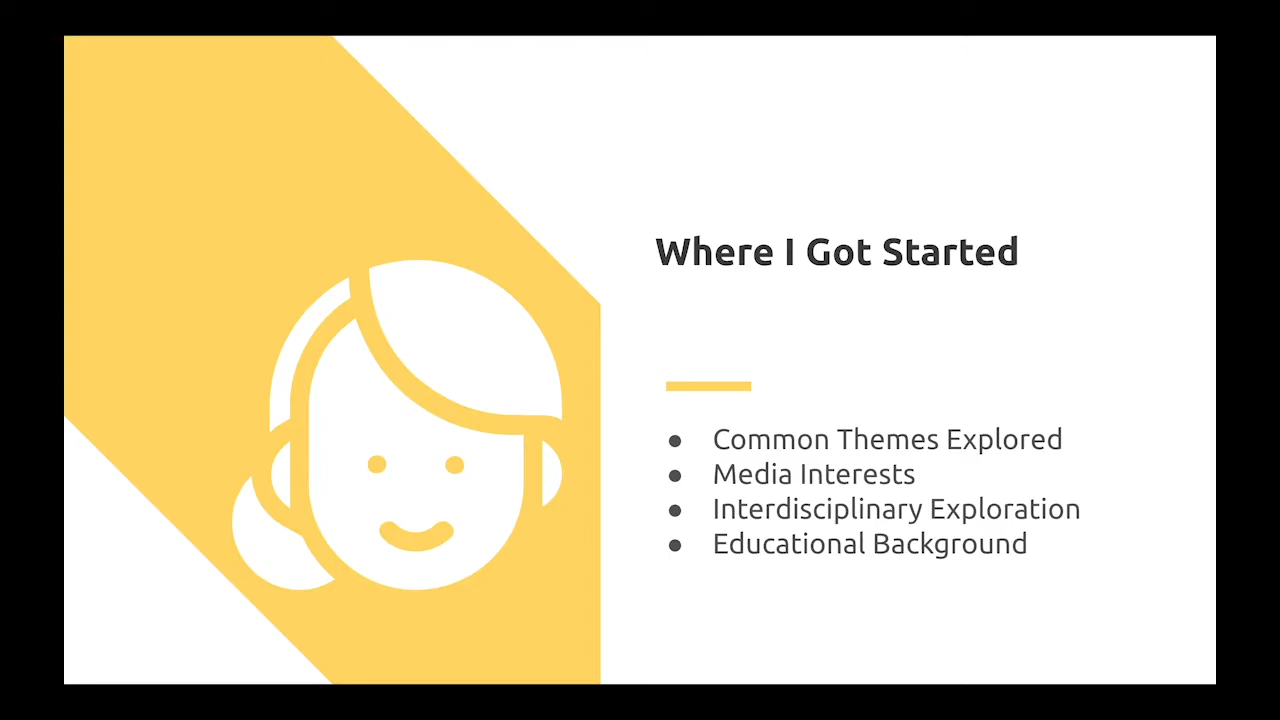 Where I Got Started
● Common Themes Explored
● Media Interests
● Interdisciplinary Exploration
● Educational Background